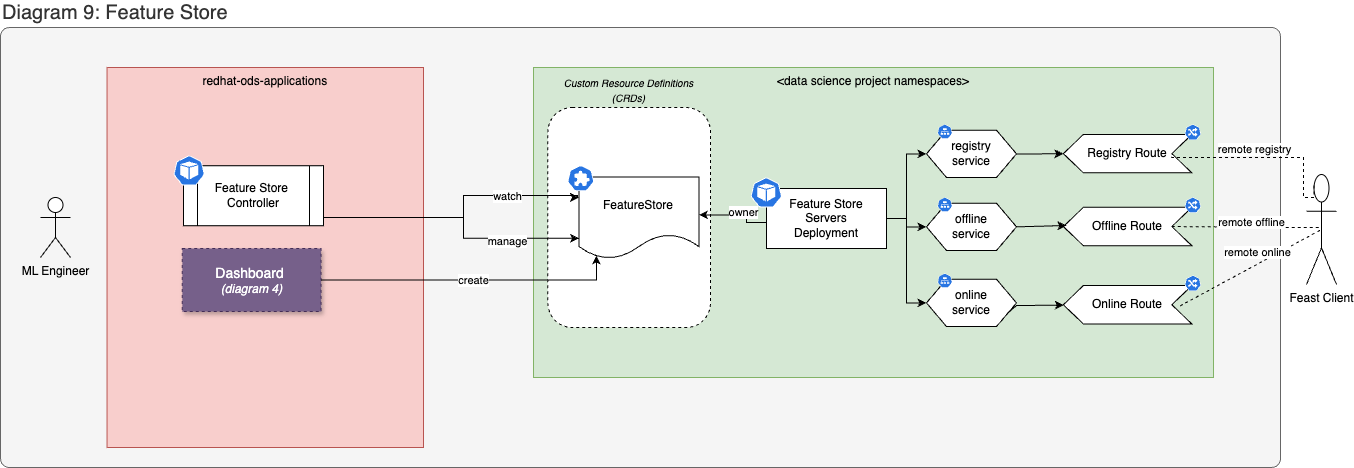 Diagram 9: Feature Store
redhat-ods-applications
Feature Store
Controller
Dashboard
(diagram 4)
ML Engineer
watch
manage
create
<data science project namespaces>
Custom Resource Definitions
(CRDs)
FeatureStore
owner
Feature Store
Servers
Deployment
registry
service
offline
service
online
service
Registry Route
Offline Route
Online Route
remote registry
remote offline
remote online
Feast Client